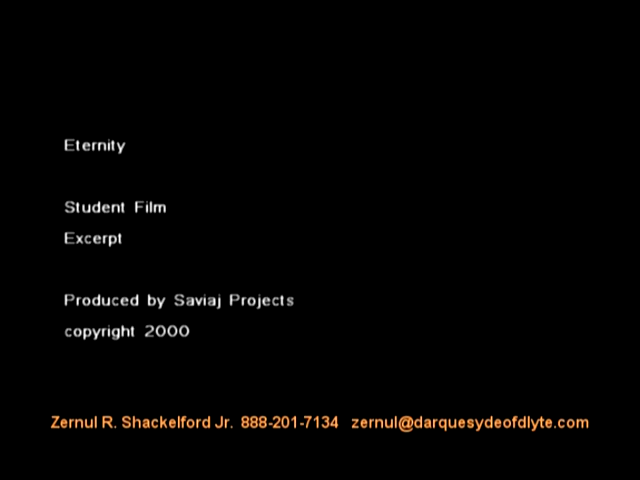 Eternity
Student Film
Excerpt
Produced by Saviaj Projects
copyright 2000
Zernul R. Shackelford Jr. 888-201-7134 zernul@darquesydeofdlyte.com